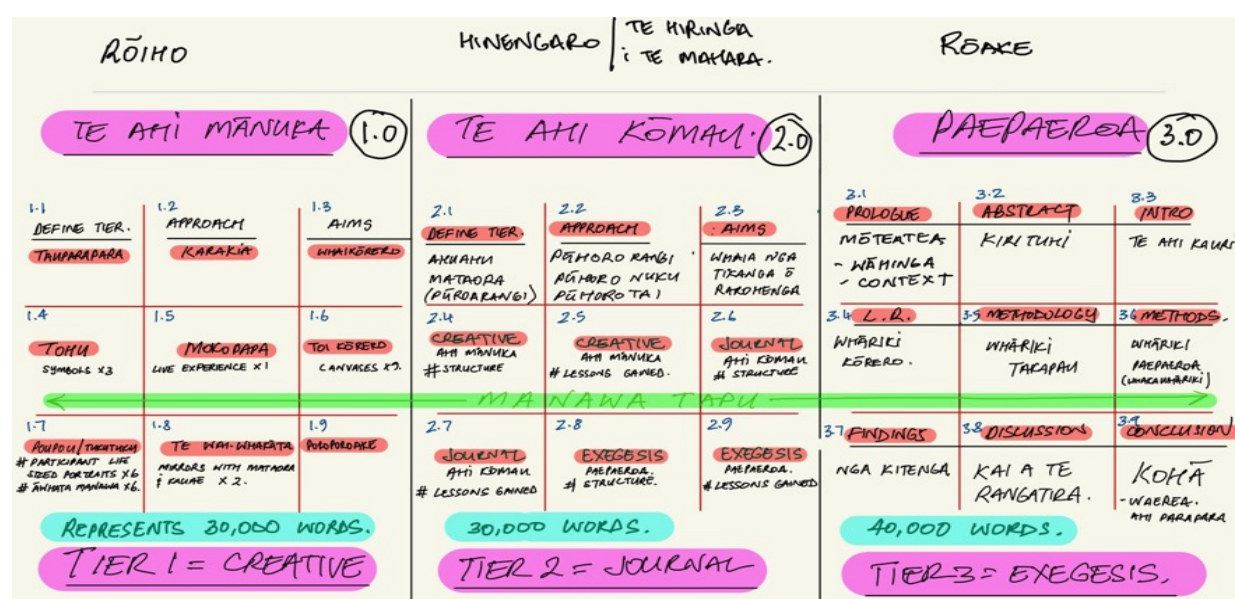 RŌIHO
HINENGARO
TE HIRINGA
i TE MAHARA.
RŌAKE
TE AHI MĀNUKA 1.0
1.1
DEFINE TIER.
TAUPARAPARA
1.2
APPROACH
KARAKIA
1.3
AIMS
WHAIKŌRERO
1.4
TOHU
SYMBOLS X3
1.5
MOKOPAPA
LIVE EXPERIENCE X1
1.6
TOI KŌRERO
1.7
POUPOU/TUKUTUKU
# PARTICIPANT LIFE
SIZED PORTRAITS X6
# ĀWHATA MANAWA X6.
1.8
TE WAI-WHAKĀTA
MIRRORS WITH MATAORA
& KAUAE X 2.
1.9
POROPOROAKE
REPRESENTS 30,000 WORDS.
TIER 1 = CREATIVE
TE AHI KŌMAU. 2.0
2.1
DEFINE TIER.
AHUAHU
MATAORA
(PŪROARANGI)
2.2
APPROACH
PŪHORO RANGI
PŪHORO NUKU
PŪHORO TAI
2.3
AIMS
WHAIA NGA
TIKANGA Ō
RAROHENGA
2.4
CREATIVE
AHI MĀNUKA
# STRUCTURE
2.5
CREATIVE
AHI MĀNUKA
# LESSONS GAINED.
2.6
JOURNAL
AHI KŌMAU
# STRUCTURE
MANAWA TAPU
2.7
JOURNAL
AHI KŌMAU
# LESSONS GAINED
2.8
EXEGESIS
PAEPAEROA.
# STRUCTURE.
2.9
EXEGESIS
PAEPAEROA.
# LESSONS GAINED
30,000 WORDS.
TIER 2 = JOURNAL
PAEPAEROA 3.0
3.1
PROLOGUE
MŌTEATEA
- WĀHINGA
- CONTEXT
3.2
ABSTRACT
KIRITUHI
3.3
INTRO
TE AHI KAURI
3.4 L.R.
WHĀRIKI
KŌRERO.
3.5 METHODOLOGY
WHĀRIKI
TAKAPAU
3.6 METHODS.
WHĀRIKI
PAEPAEROA
(WHAKAWHĀRIKI)
3.7 FINDINGS
NGA KITENGA
3.8 DISCUSSION
KAI A TE
RANGATIRA.
3.9
CONCLUSION
KOHĀ
- WAEREA.
AHI PARAPARA
40,000 WORDS.
TIER 3 = EXEGESIS.